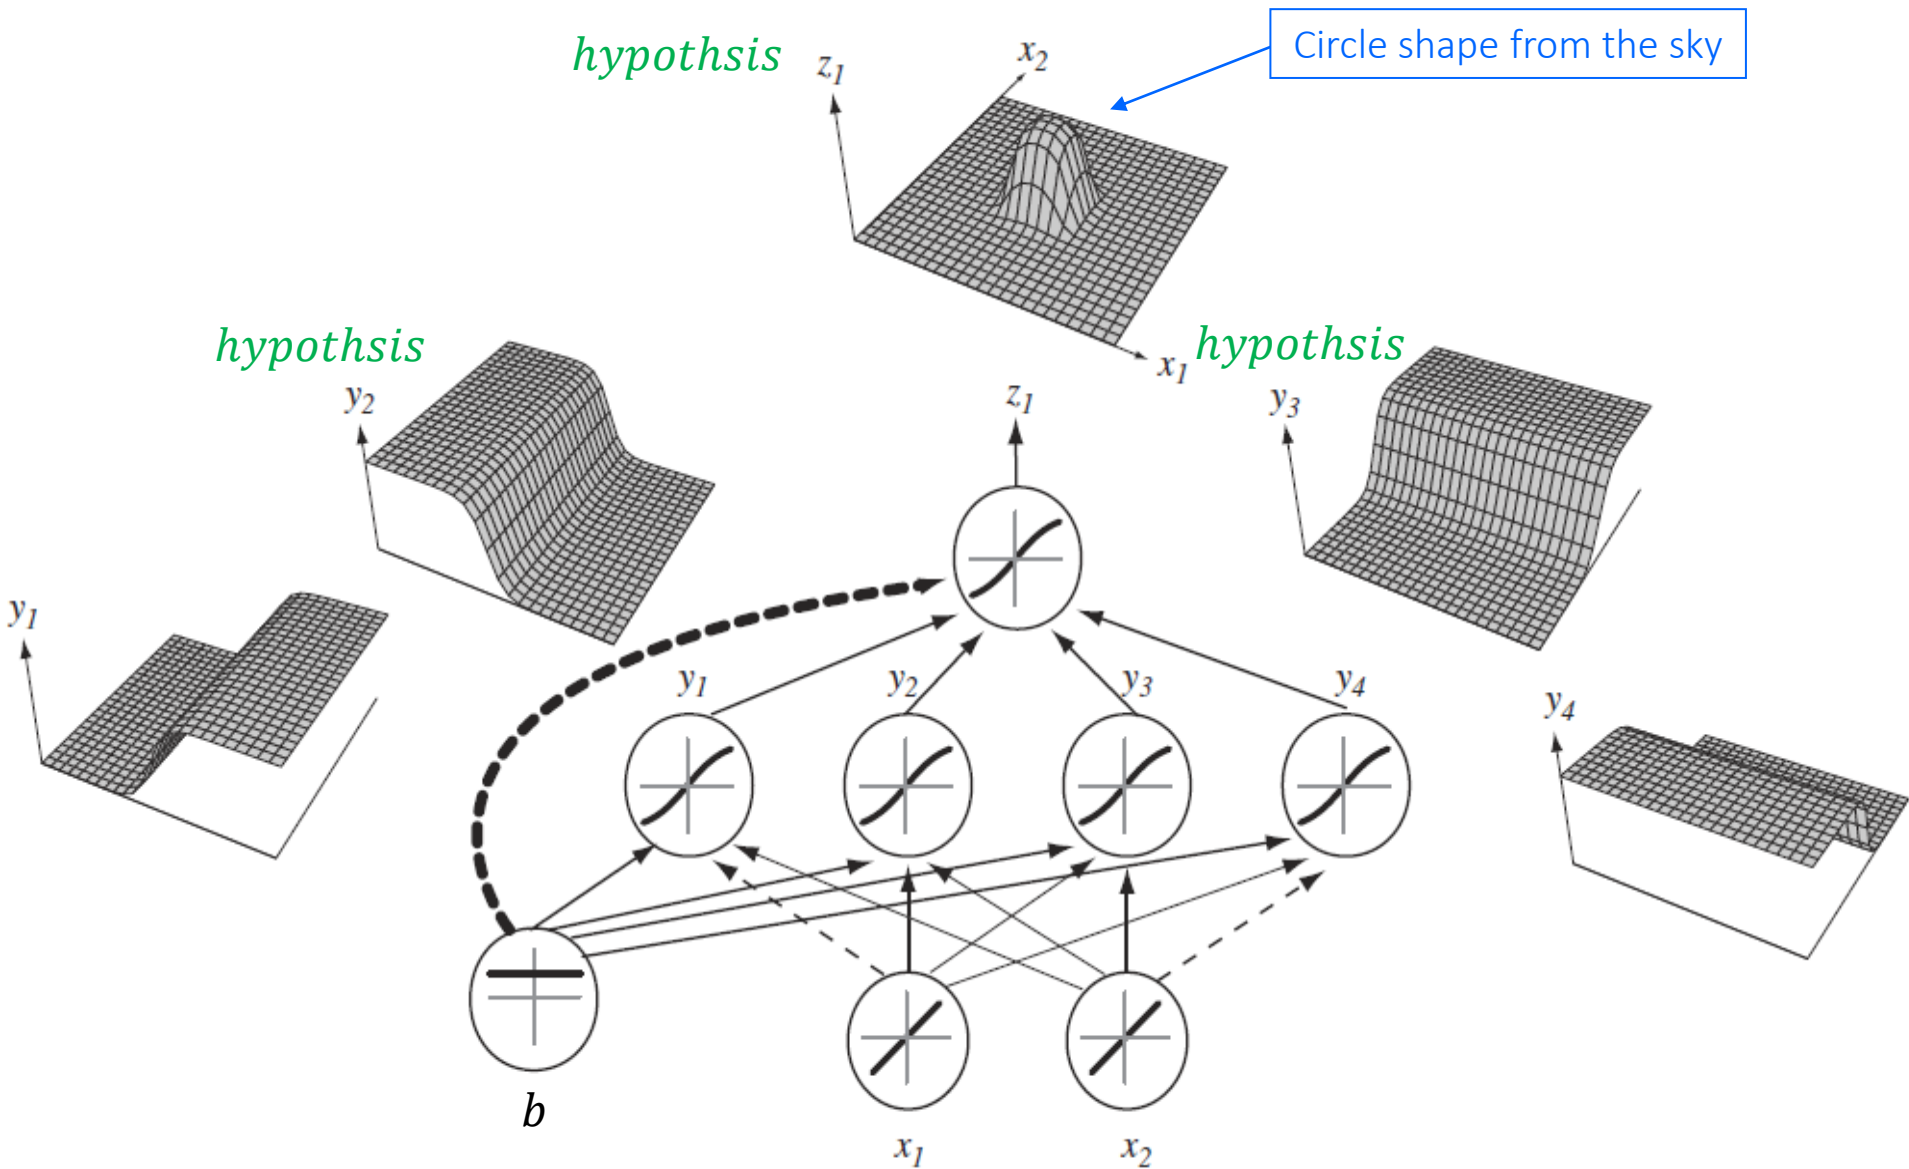 hypothsis
z1
x2
Circle shape from the sky
x1
hypothsis
y2
hypothsis
y3
z1
y1
y4
y1
y2
y3
y4
b
x1
x2